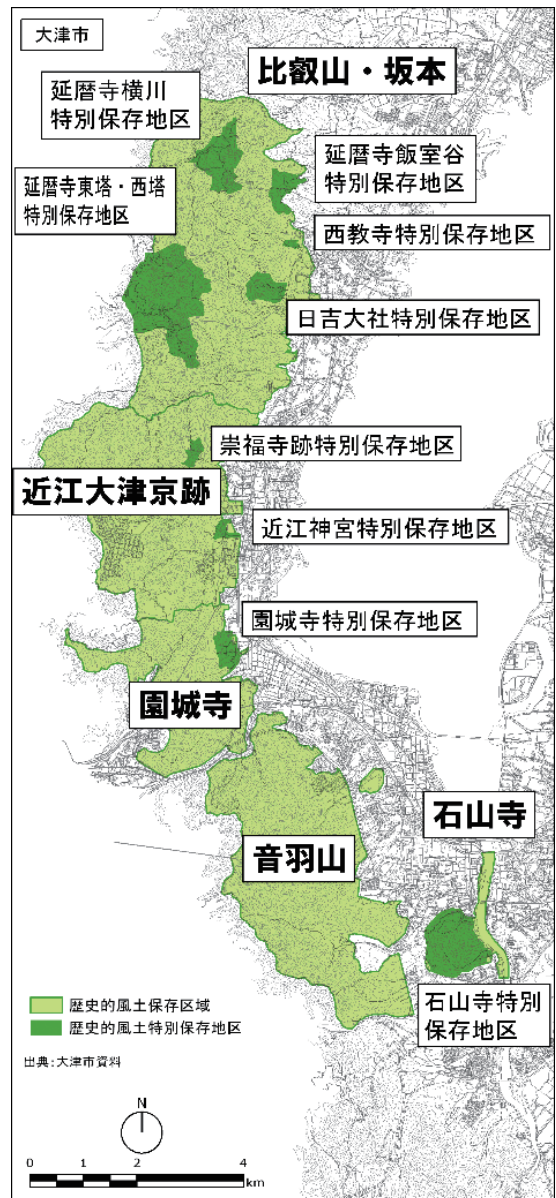 大津市
比叡山・坂本
延暦寺横川
特別保存地区
延暦寺飯室谷
特別保存地区
延暦寺東塔・西塔
特別保存地区
西教寺特別保存地区
日吉大社特別保存地区
崇福寺跡特別保存地区
近江大津京跡
近江神宮特別保存地区
園城寺特別保存地区
園城寺
石山寺
音羽山
石山寺特別
保存地区
歴史的風土保存区域
歴史的風土特別保存地区
出典:大津市資料
N
0 1 2 4
km